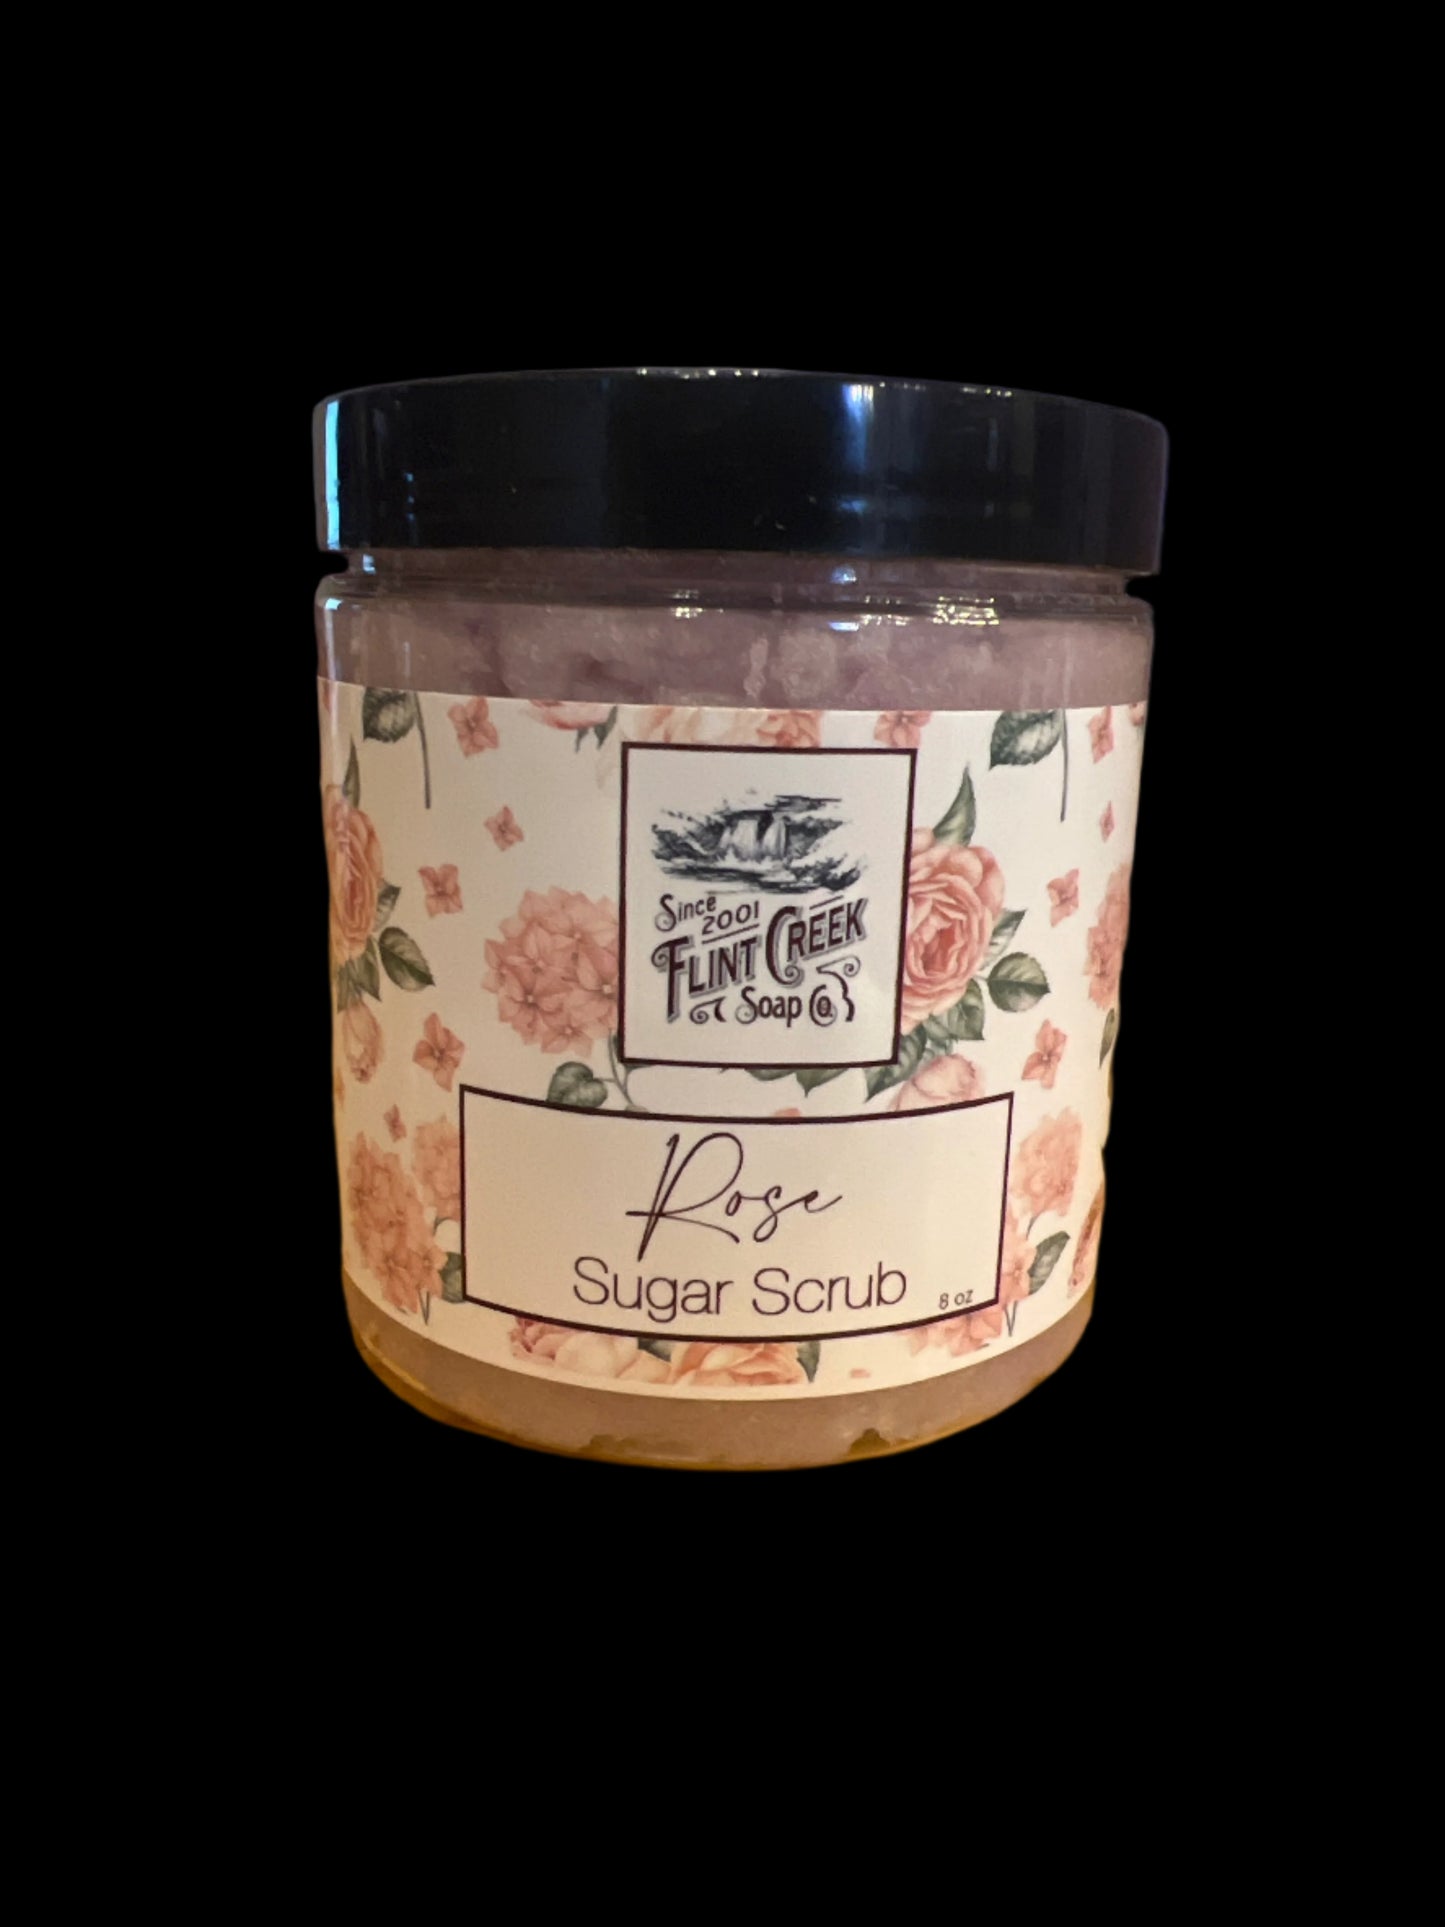 Since
2001
FLINT CREEK
Soap Co.
Rose
Sugar Scrub
8 oz